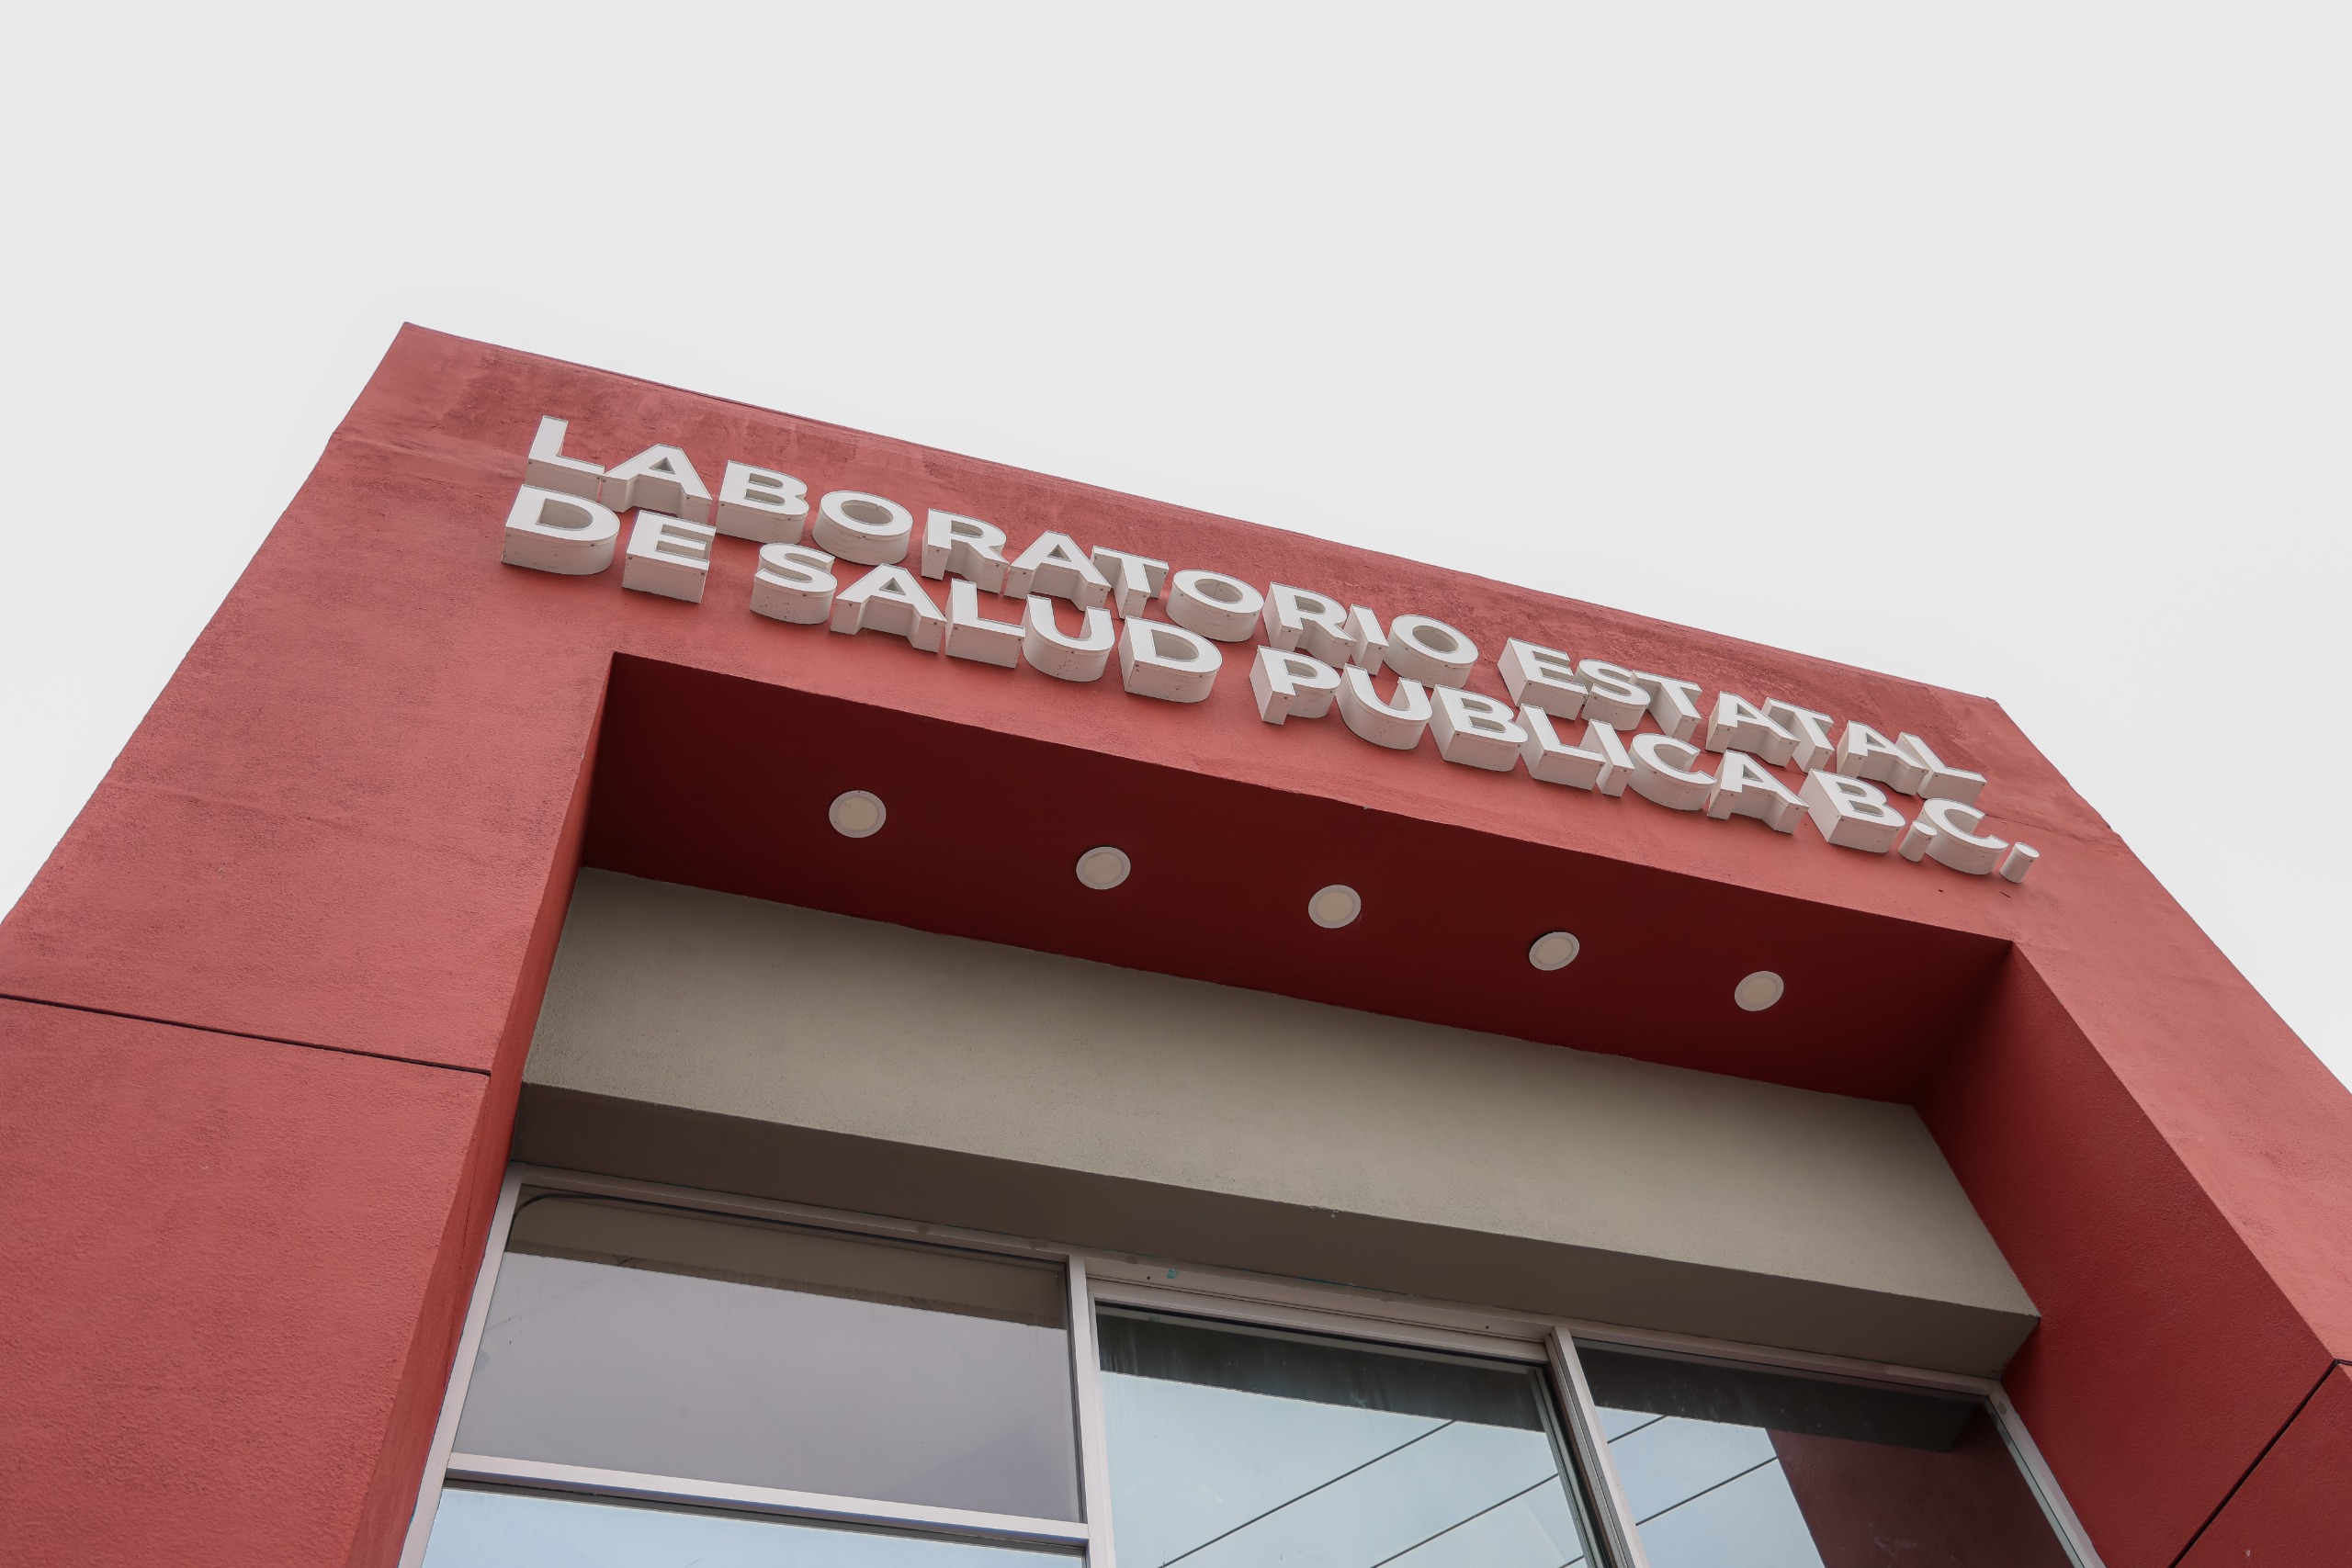 LABORATORIO ESTATAL
DE SALUD PUBLICA B.C.